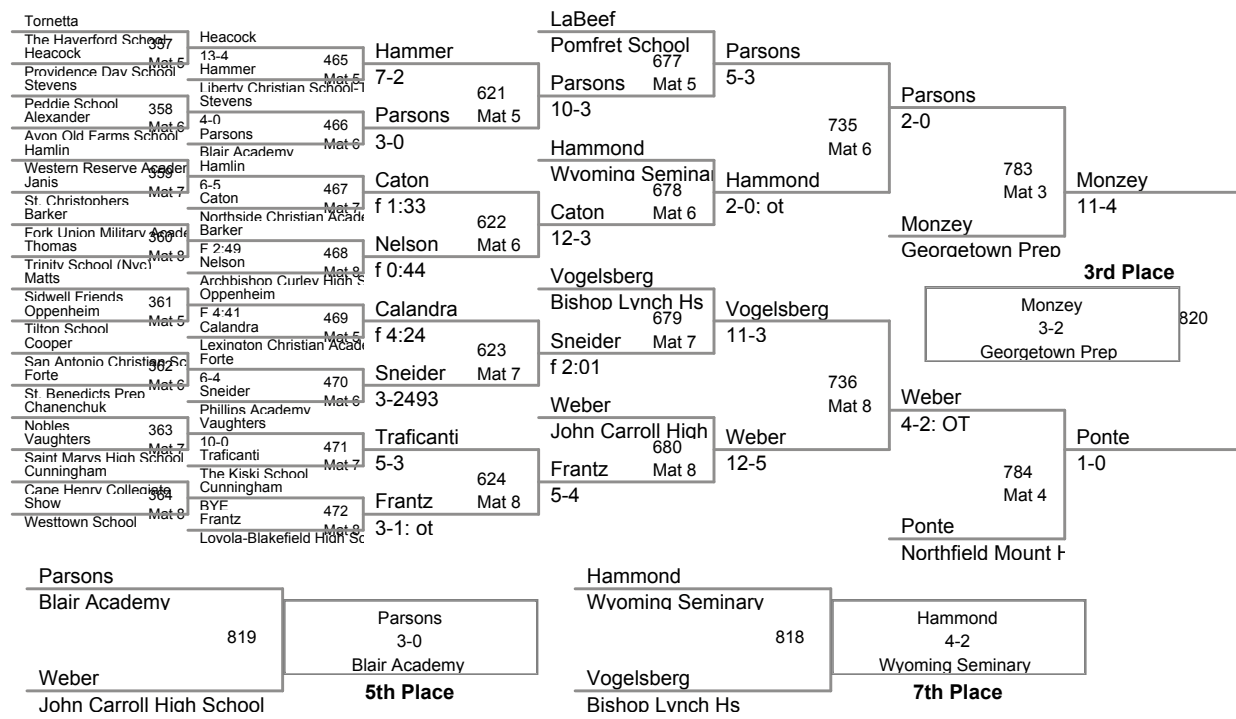 Tornetta
The Haverford School
357
Mat 5
Heacock
Providence Day School
Stevens
Peddie School
358
Mat 6
Alexander
Avon Old Farms School
Hamlin
Western Reserve Academ
359
Mat 7
Janis
St. Christophers
Barker
Fork Union Military Acade
360
Mat 8
Thomas
Trinity School (Nyc)
Matts
Sidwell Friends
361
Mat 5
Oppenheim
Tilton School
Cooper
San Antonio Christian Sc
362
Mat 6
Forte
St. Benedicts Prep
Chanenchuk
Nobles
363
Mat 7
Vaughters
Saint Marys High School
Cunningham
Cape Henry Collegiate
364
Mat 8
Show
Westtown School
Heacock
13-4
465
Mat 5
Hammer
Liberty Christian School-T
Stevens
4-0
466
Mat 6
Parsons
Blair Academy
Hamlin
6-5
467
Mat 7
Caton
Northside Christian Acade
Barker
F 2:49
468
Mat 8
Nelson
Archbishop Curley High S
Oppenheim
F 4:41
469
Mat 5
Calandra
Lexington Christian Acade
Forte
6-4
470
Mat 6
Sneider
Phillips Academy
Vaughters
10-0
471
Mat 7
Traficanti
The Kiski School
Cunningham
BYE
472
Mat 8
Frantz
Loyola-Blakefield High Sc
Hammer
7-2
621
Mat 5
Parsons
3-0
Caton
f 1:33
622
Mat 6
Nelson
f 0:44
Calandra
f 4:24
623
Mat 7
Sneider
3-2493
Traficanti
5-3
624
Mat 8
Frantz
3-1: ot
LaBeef
Pomfret School
677
Mat 5
Parsons
10-3
Hammond
Wyoming Seminar
678
Mat 6
Caton
12-3
Vogelsberg
Bishop Lynch Hs
679
Mat 7
Sneider
f 2:01
Weber
John Carroll High
680
Mat 8
Frantz
5-4
Parsons
5-3
735
Mat 6
Hammond
2-0: ot
Vogelsberg
11-3
736
Mat 8
Weber
12-5
Parsons
2-0
783
Mat 3
Monzey
Georgetown Prep
Weber
4-2: OT
784
Mat 4
Ponte
Northfield Mount H
Monzey
11-4
3rd Place
Monzey
3-2
Georgetown Prep
820
Ponte
1-0
Parsons
Blair Academy
819
Weber
John Carroll High School
Parsons
3-0
Blair Academy
5th Place
Hammond
Wyoming Seminary
818
Vogelsberg
Bishop Lynch Hs
Hammond
4-2
Wyoming Seminary
7th Place